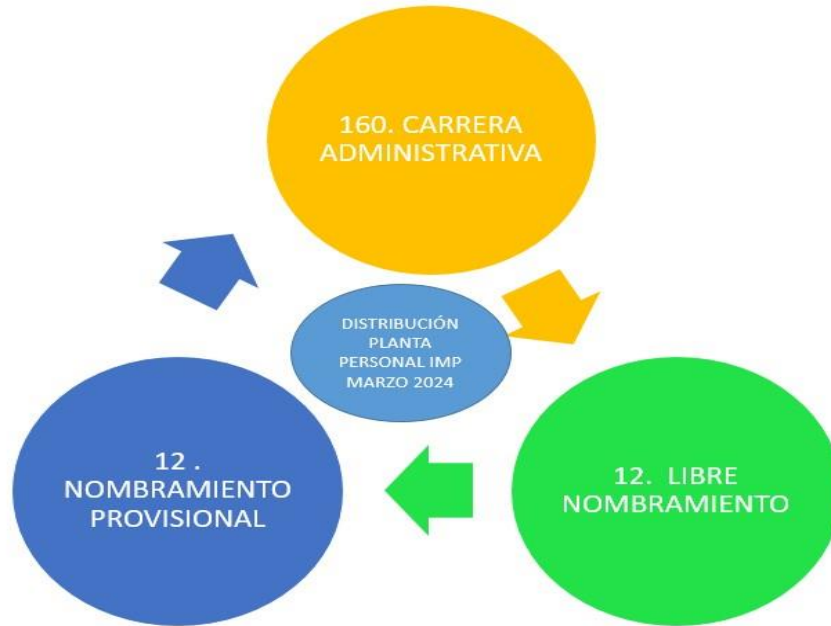 160. CARRERA
ADMINISTRATIVA
DISTRIBUCIÓN
PLANTA
PERSONAL IMP
MARZO 2024
12 .
NOMBRAMIENTO
PROVISIONAL
12. LIBRE
NOMBRAMIENTO